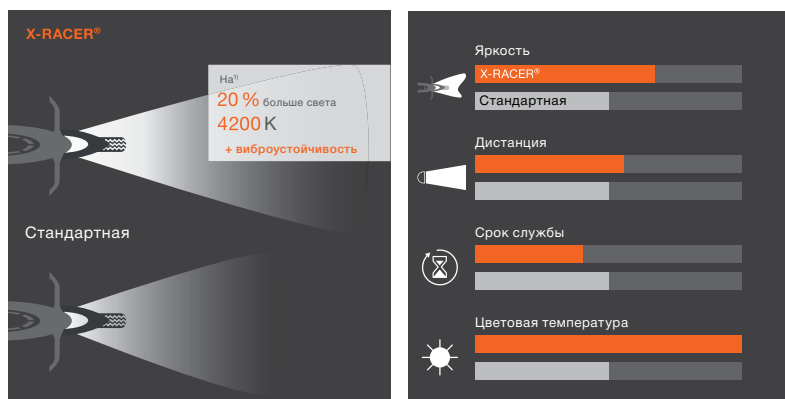 X-RACER®
На¹⁾
20 % больше света
4200 K
+ виброустойчивость
Стандартная
Яркость
X-RACER®
Стандартная
Дистанция
Срок службы
Цветовая температура